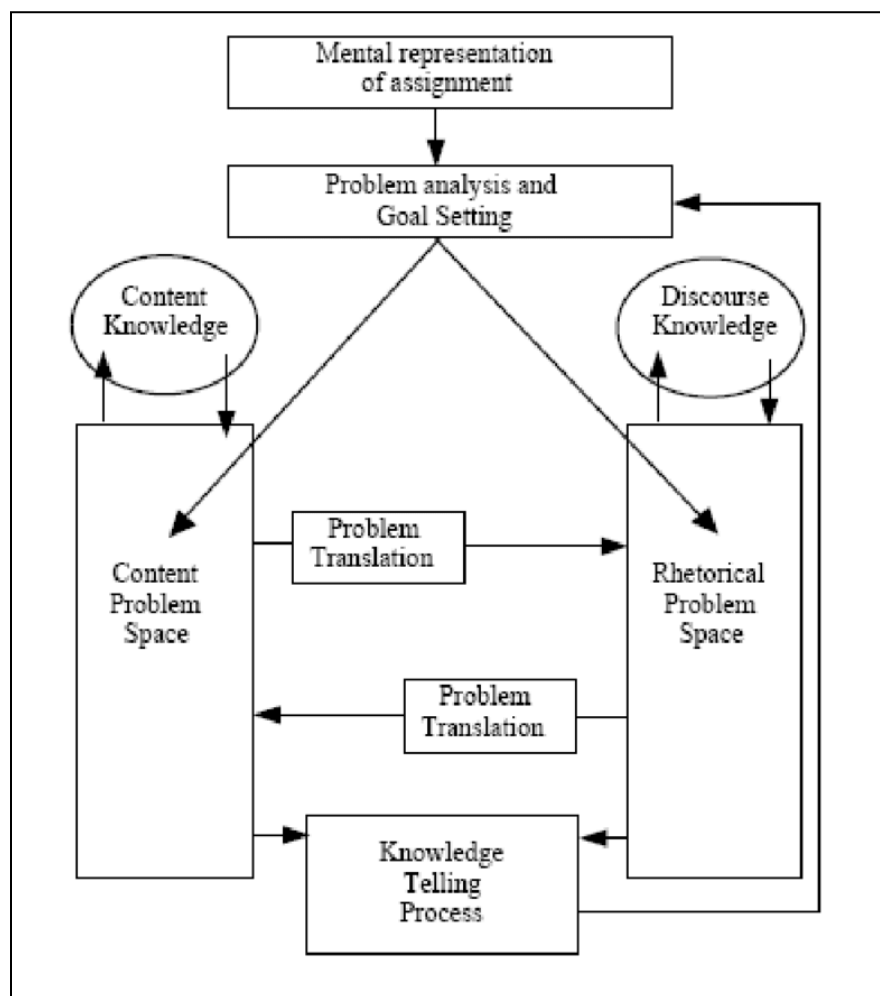 Mental representation
of assignment
Problem analysis and
Goal Setting
Content
Knowledge
Discourse
Knowledge
Problem
Translation
Content
Problem
Space
Rhetorical
Problem
Space
Problem
Translation
Knowledge
Telling
Process